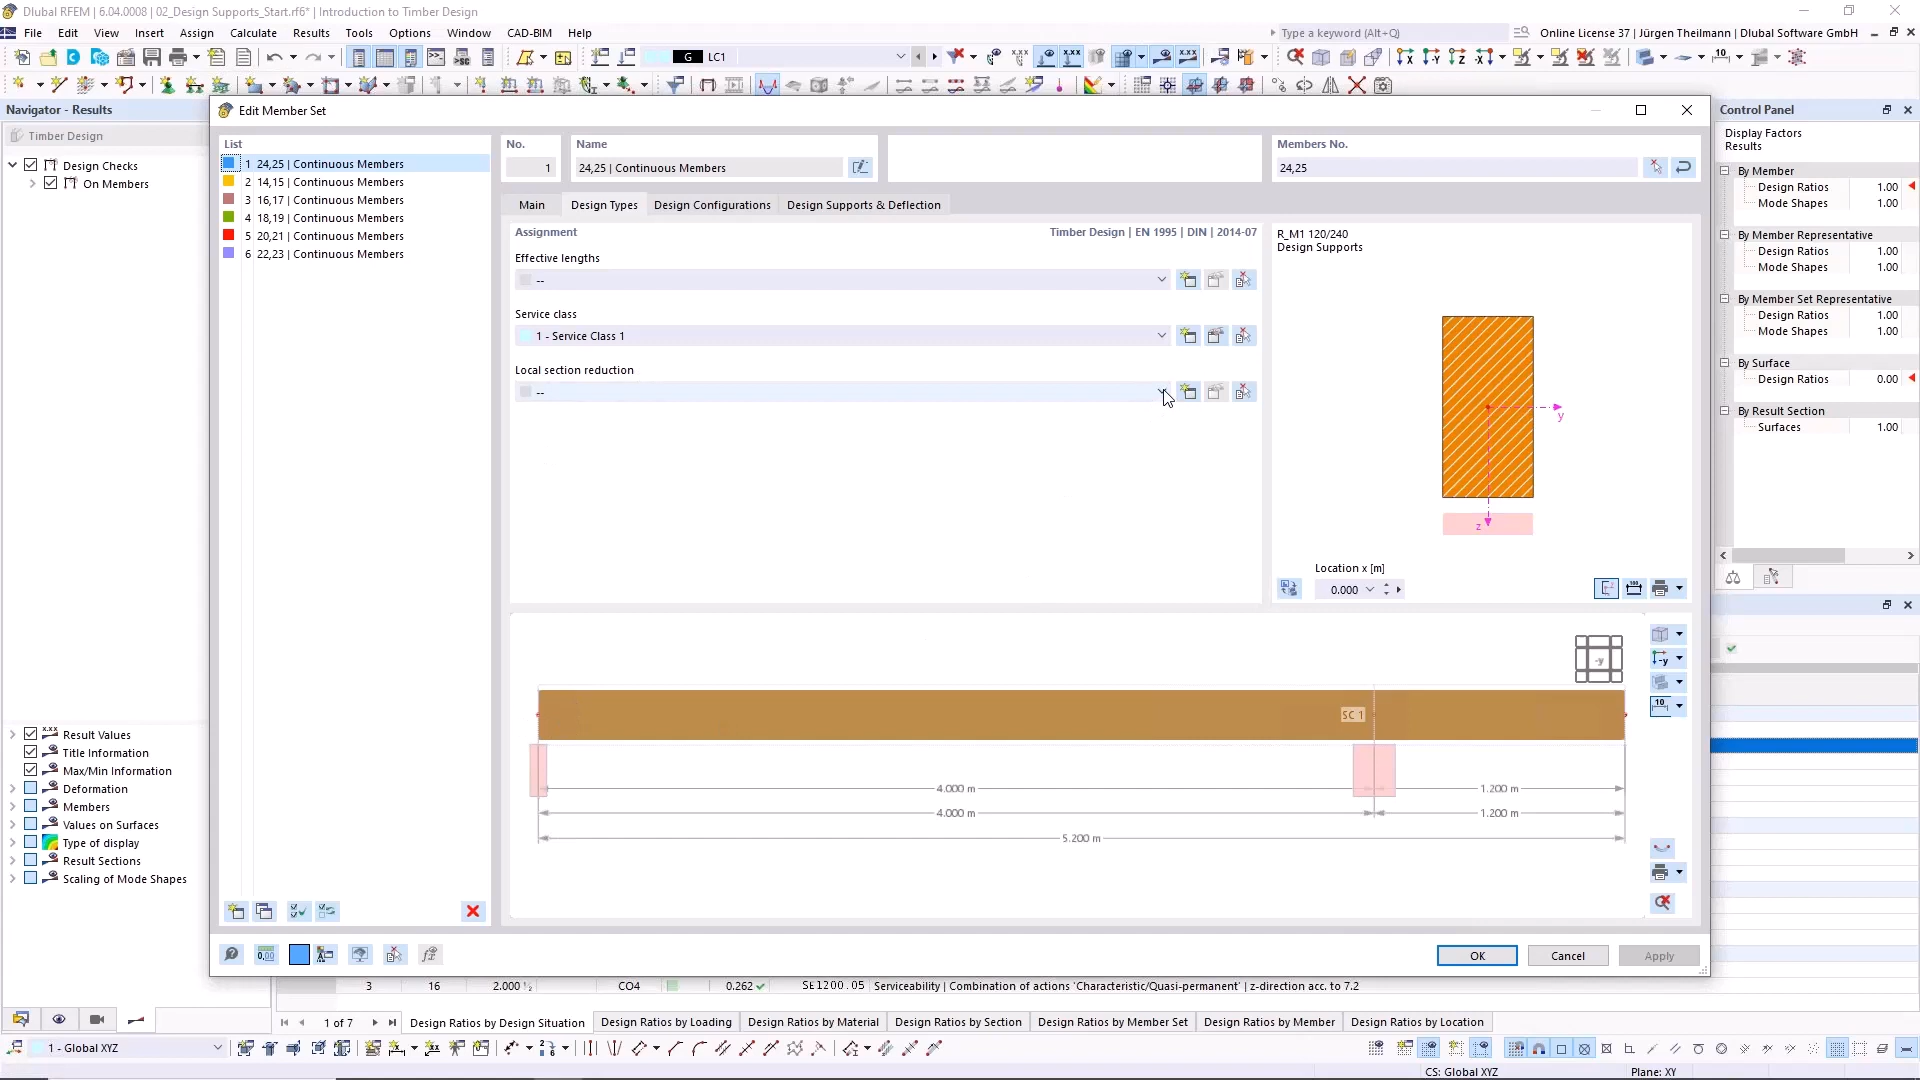 Dlubal RFEM | 6.04.0008 | 02_Design Supports_Start.rf6* | Introduction to Timber Design
File Edit View Insert Assign Calculate Results Tools Options Window CAD-BIM Help
Type a keyword (Alt+Q)
Online License 37 | Jürgen Theilmann | Dlubal Software GmbH
G LC1
Navigator - Results
Timber Design
Design Checks
On Members
Result Values
Title Information
Max/Min Information
Deformation
Members
Values on Surfaces
Type of display
Result Sections
Scaling of Mode Shapes
Edit Member Set
List
1 24,25 | Continuous Members
2 14,15 | Continuous Members
3 16,17 | Continuous Members
4 18,19 | Continuous Members
5 20,21 | Continuous Members
6 22,23 | Continuous Members
No.
1
Name
24,25 | Continuous Members
Members No.
24,25
Main Design Types Design Configurations Design Supports & Deflection
Assignment
Timber Design | EN 1995 | DIN | 2014-07
Effective lengths
--
Service class
1 - Service Class 1
Local section reduction
--
R_M1 120/240
Design Supports
y
z
Location x [m]
0.000
-y
SC 1
4.000 m
1.200 m
4.000 m
1.200 m
5.200 m
OK Cancel Apply
Control Panel
Display Factors
Results
By Member
Design Ratios 1.00
Mode Shapes 1.00
By Member Representative
Design Ratios 1.00
Mode Shapes 1.00
By Member Set Representative
Design Ratios 1.00
Mode Shapes 1.00
By Surface
Design Ratios 0.00
By Result Section
Surfaces 1.00
3 16 2.000 ½ CO4 0.262 SE1200.05 Serviceability | Combination of actions 'Characteristic/Quasi-permanent' | z-direction acc. to 7.2
1 of 7
Design Ratios by Design Situation Design Ratios by Loading Design Ratios by Material Design Ratios by Section Design Ratios by Member Set Design Ratios by Member Design Ratios by Location
1 - Global XYZ
CS: Global XYZ
Plane: XY